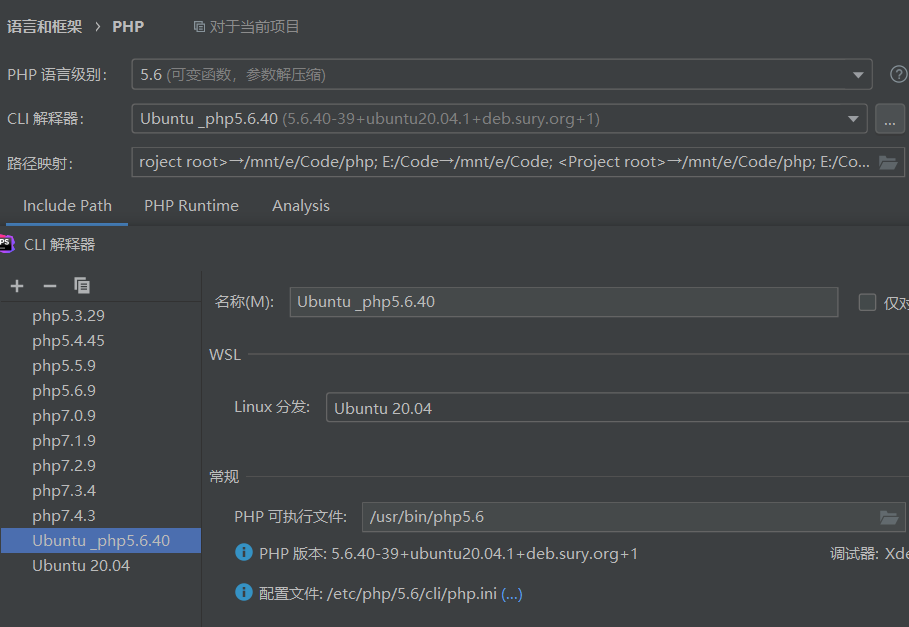 语言和框架 › PHP 对于当前项目
PHP 语言级别: 5.6 (可变函数，参数解压缩) ?
CLI 解释器: Ubuntu _php5.6.40 (5.6.40-39+ubuntu20.04.1+deb.sury.org+1) ...
路径映射: roject root>→/mnt/e/Code/php; E:/Code→/mnt/e/Code; <Project root>→/mnt/e/Code/php; E:/Co...
Include Path PHP Runtime Analysis
PS CLI 解释器
php5.3.29
php5.4.45
php5.5.9
php5.6.9
php7.0.9
php7.1.9
php7.2.9
php7.3.4
php7.4.3
Ubuntu _php5.6.40
Ubuntu 20.04
名称(M): Ubuntu _php5.6.40 仅对
WSL
Linux 分发: Ubuntu 20.04
常规
PHP 可执行文件: /usr/bin/php5.6
PHP 版本: 5.6.40-39+ubuntu20.04.1+deb.sury.org+1 调试器: Xde
配置文件: /etc/php/5.6/cli/php.ini (...)